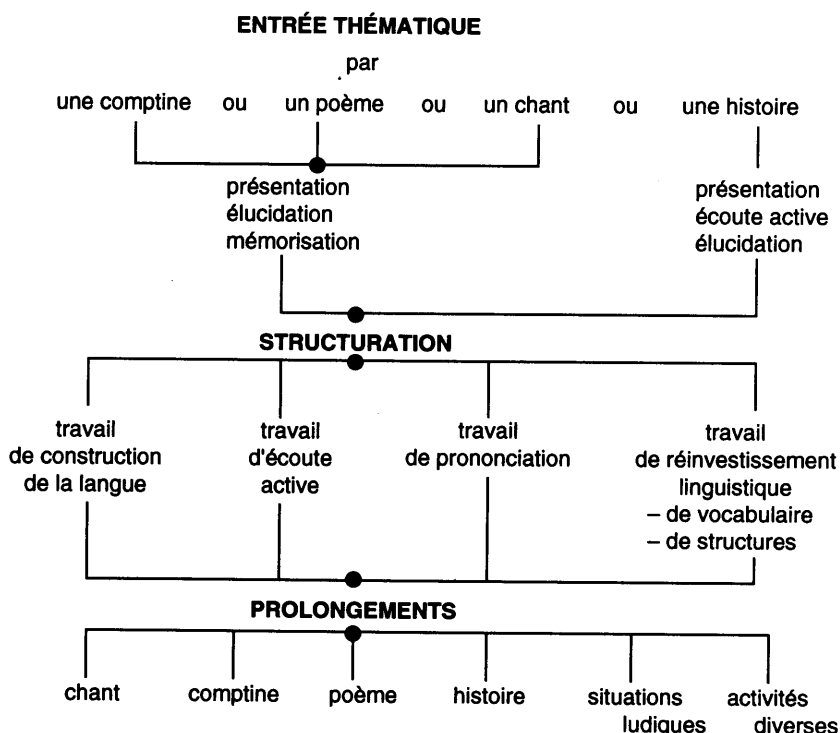 ENTRÉE THÉMATIQUE
par
une comptine ou un poème ou un chant ou une histoire
présentation
élucidation
mémorisation
présentation
écoute active
élucidation
STRUCTURATION
travail
de construction
de la langue
travail
d'écoute
active
travail
de prononciation
travail
de réinvestissement
linguistique
– de vocabulaire
– de structures
PROLONGEMENTS
chant
comptine
poème
histoire
situations
ludiques
activités
diverses